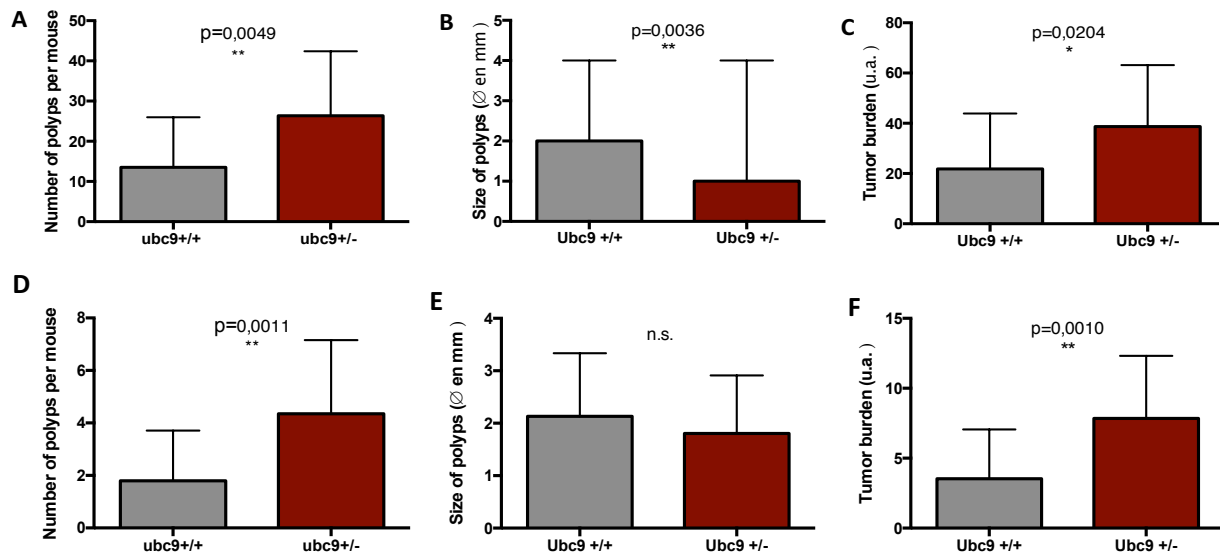 A
Number of polyps per mouse
50
40
30
20
10
0
p=0,0049
**
ubc9+/+ ubc9+/-
B
Size of polyps (Ø en mm )
5
4
3
2
1
0
p=0,0036
**
Ubc9 +/+ Ubc9 +/-
C
Tumor burden (u.a.)
80
60
40
20
0
p=0,0204
*
Ubc9 +/+ Ubc9 +/-
D
Number of polyps per mouse
8
6
4
2
0
p=0,0011
**
ubc9+/+ ubc9+/-
E
Size of polyps (Ø en mm )
4
3
2
1
0
n.s.
Ubc9 +/+ Ubc9 +/-
F
Tumor burden (u.a. )
15
10
5
0
p=0,0010
**
Ubc9 +/+ Ubc9 +/-